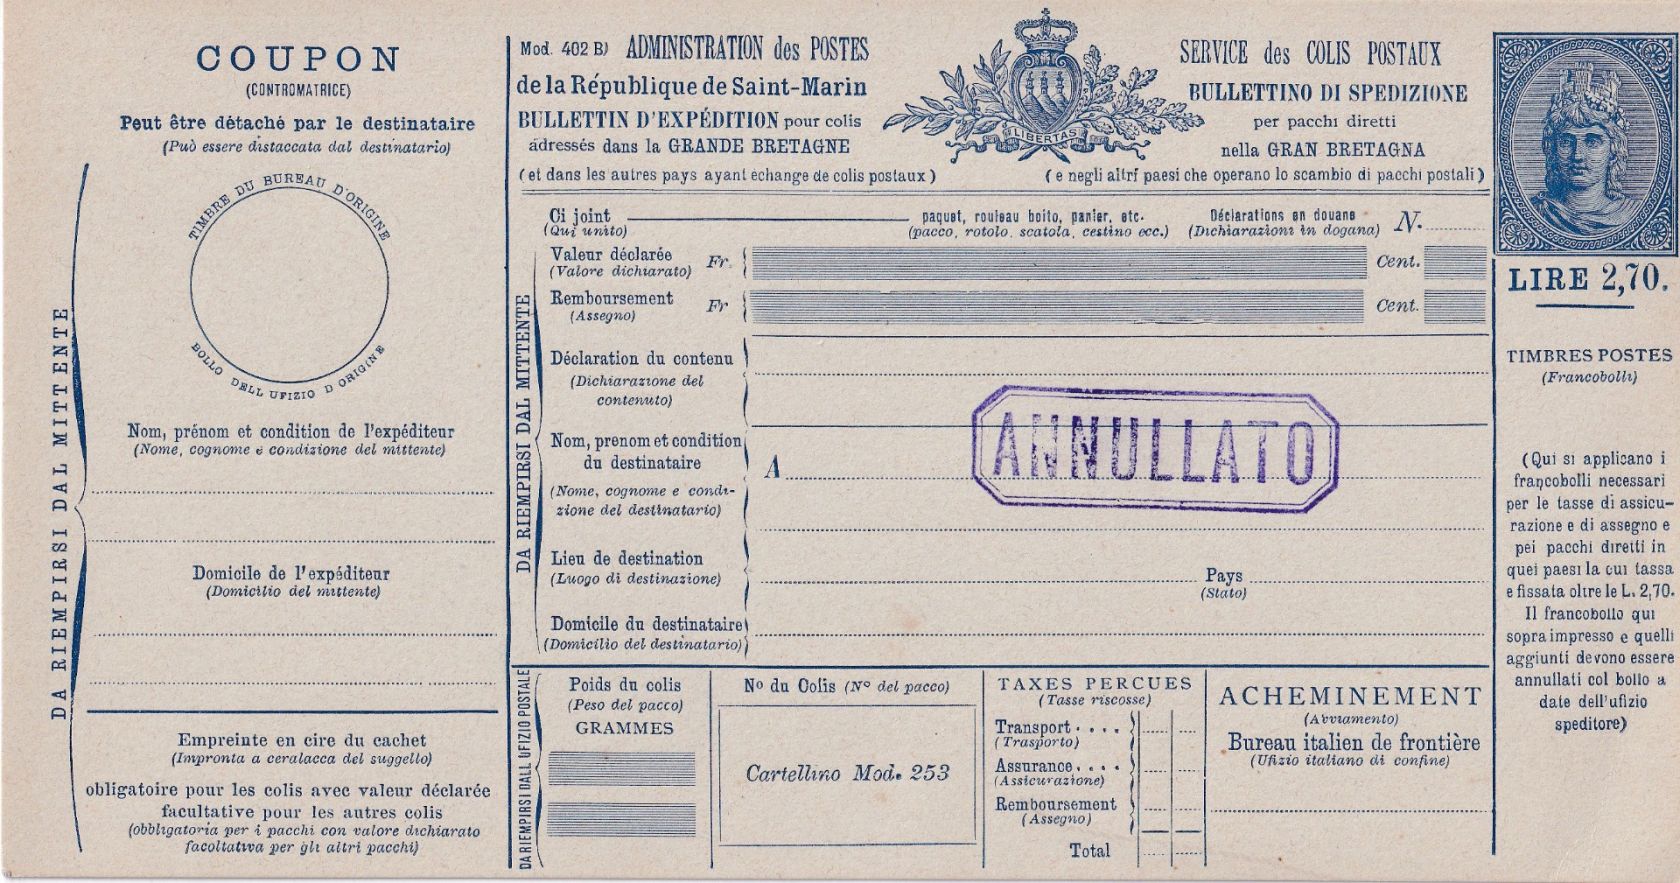 COUPON
(CONTROMATRICE)
Peut être détaché par le destinataire
(Può essere distaccata dal destinatario)
TIMBRE DU BUREAU D'ORIGINE
BOLLO DELL UFIZIO D ORIGINE
Nom, prénom et condition de l'expéditeur
(Nome, cognome e condizione del mittente)
Domicile de l'expéditeur
(Domicilio del mittente)
DA RIEMPIRSI DAL MITTENTE
Empreinte en cire du cachet
(Impronta a ceralacca del suggello)
obligatoire pour les colis avec valeur déclarée
facultative pour les autres colis
(obbligatoria per i pacchi con valore dichiarato
facoltativa per gli altri pacchi)
Mod. 402 B) ADMINISTRATION des POSTES
de la République de Saint-Marin
BULLETTIN D'EXPÉDITION pour colis
adressés dans la GRANDE BRETAGNE
(et dans les autres pays ayant échange de colis postaux)
LIBERTAS
SERVICE des COLIS POSTAUX
BULLETTINO DI SPEDIZIONE
per pacchi diretti
nella GRAN BRETAGNA
(e negli altri paesi che operano lo scambio di pacchi postali)
Ci joint paquet, rouleau boito, panier, etc. Déclarations en douane N.
(Qui unito) (pacco, rotolo, scatola, cestino ecc.) (Dichiarazioni in dogana)
Valeur déclarée Fr. Cent.
(Valore dichiarato)
Remboursement Fr Cent.
(Assegno)
DA RIEMPIRSI DAL MITTENTE
Déclaration du contenu
(Dichiarazione del
contenuto)
ANNULLATO
Nom, prenom et condition
du destinataire A
(Nome, cognome e condi-
zione del destinatario)
Lieu de destination Pays
(Luogo di destinazione) (Stato)
Domicile du destinataire
(Domicilio del destinatario)
DA RIEMPIRSI DALL UFIZIO POSTALE
Poids du colis
(Peso del pacco)
GRAMMES
No du Colis (No del pacco)
Cartellino Mod. 253
TAXES PERCUES
(Tasse riscosse)
Transport
(Trasporto)
Assurance
(Assicurazione)
Remboursement
(Assegno)
Total
ACHEMINEMENT
(Avviamento)
Bureau italien de frontière
(Ufizio italiano di confine)
LIRE 2,70.
TIMBRES POSTES
(Francobolli)
(Qui si applicano i
francobolli necessari
per le tasse di assicu-
razione e di assegno e
pei pacchi diretti in
quei paesi la cui tassa
e fissata oltre le L. 2,70.
Il francobollo qui
sopra impresso e quelli
aggiunti devono essere
annullati col bollo a
date dell'ufizio
speditore)